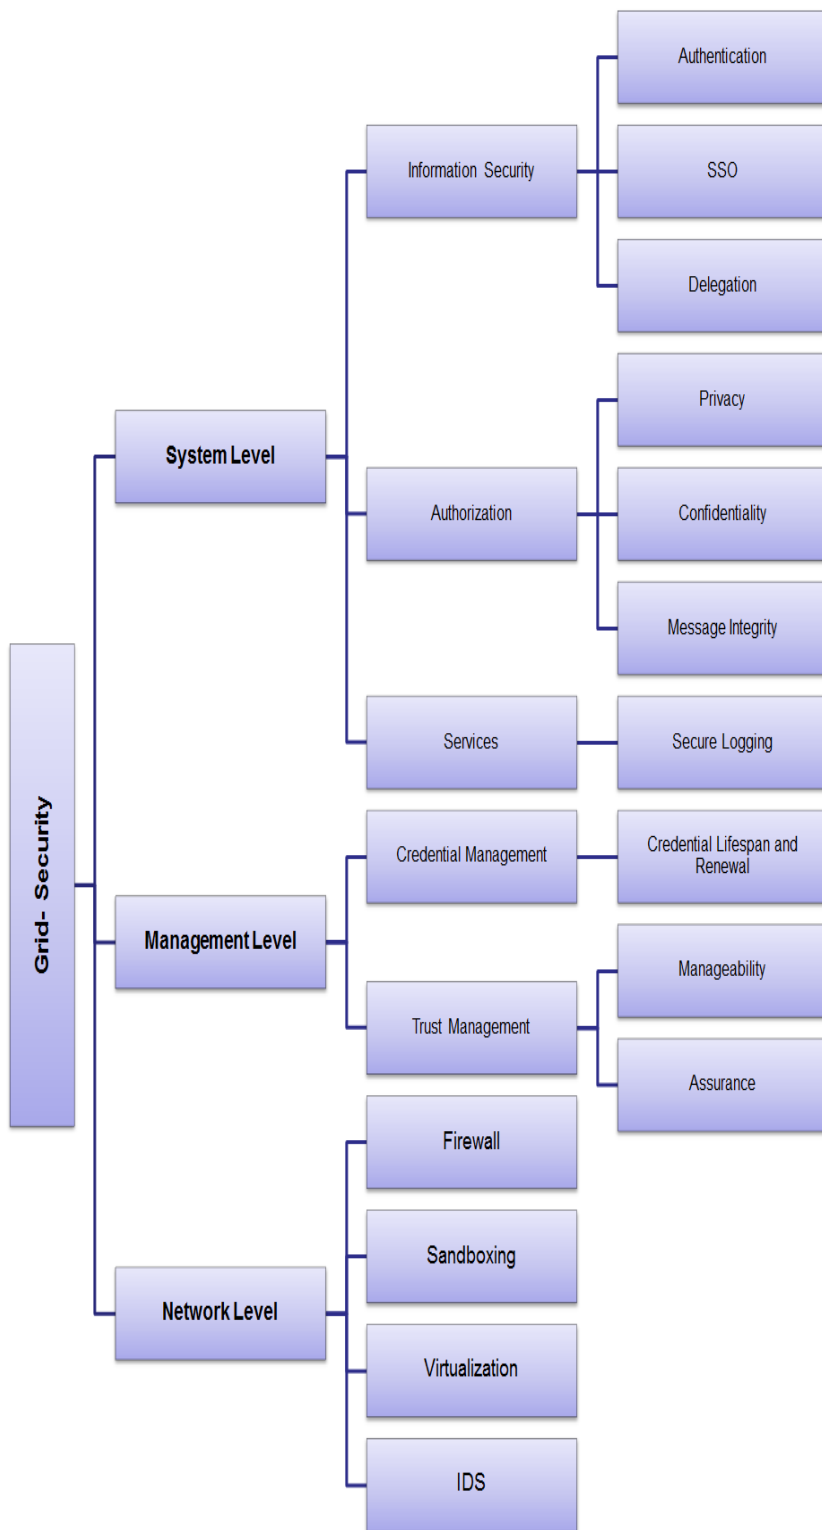 Grid- Security
System Level
Information Security
Authentication
SSO
Delegation
Authorization
Privacy
Confidentiality
Message Integrity
Services
Secure Logging
Management Level
Credential Management
Credential Lifespan and
Renewal
Trust Management
Manageability
Assurance
Network Level
Firewall
Sandboxing
Virtualization
IDS